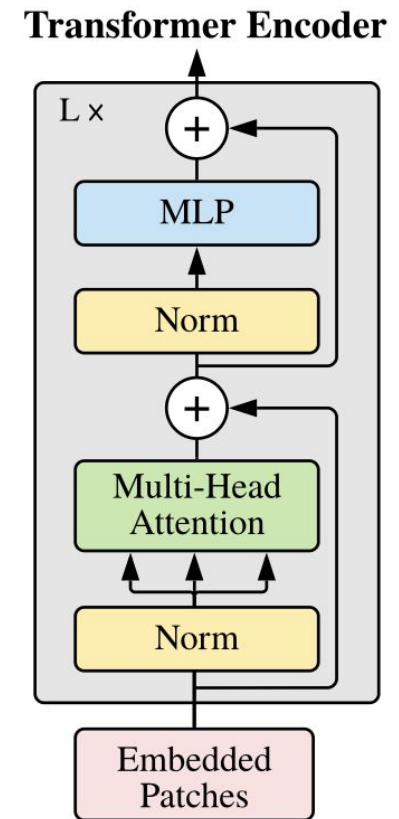 Transformer Encoder
L ×
+
MLP
Norm
+
Multi-Head
Attention
Norm
Embedded
Patches